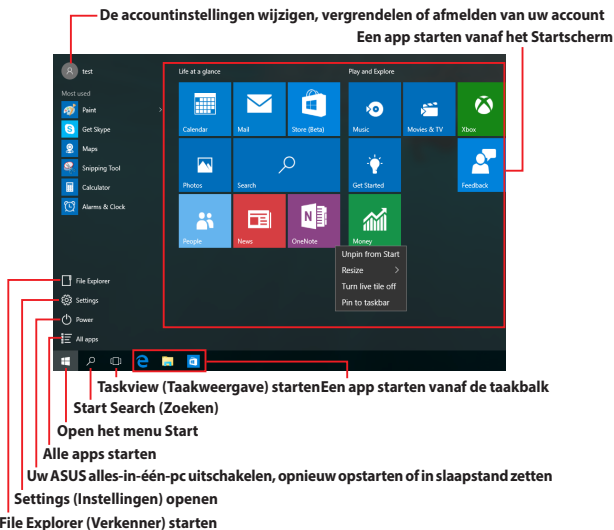 De accountinstellingen wijzigen, vergrendelen of afmelden van uw account
Een app starten vanaf het Startscherm
test
Most used
Paint
Get Skype
Maps
Snipping Tool
Calculator
Alarms & Clock
File Explorer
Settings
Power
All apps
Life at a glance
Play and Explore
Calendar
Mail
Store (Beta)
Music
Movies & TV
Xbox
Photos
Search
Get Started
Feedback
People
News
OneNote
Money
Unpin from Start
Resize
Turn live tile off
Pin to taskbar
Taskview (Taakweergave) starten
Een app starten vanaf de taakbalk
Start Search (Zoeken)
Open het menu Start
Alle apps starten
Uw ASUS alles-in-één-pc uitschakelen, opnieuw opstarten of in slaapstand zetten
Settings (Instellingen) openen
File Explorer (Verkenner) starten